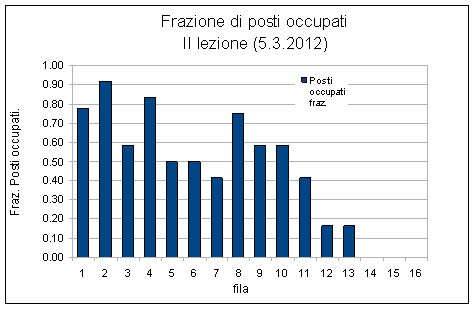 Frazione di posti occupati
II lezione (5.3.2012)
1.00
0.90
0.80
0.70
0.60
0.50
0.40
0.30
0.20
0.10
0.00
Fraz. Posti occupati.
Posti
occupati
fraz.
1 2 3 4 5 6 7 8 9 10 11 12 13 14 15 16
fila